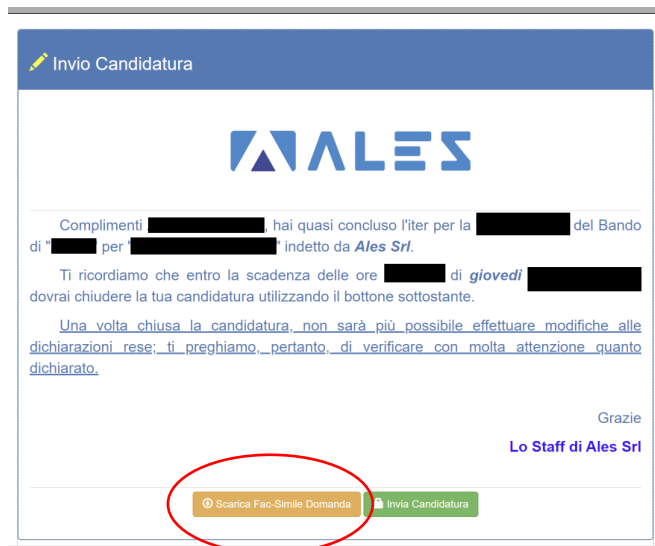 Invio Candidatura
ALES
Complimenti , hai quasi concluso l'iter per la del Bando
di " " per " " indetto da Ales Srl.
Ti ricordiamo che entro la scadenza delle ore di giovedì
dovrai chiudere la tua candidatura utilizzando il bottone sottostante.
Una volta chiusa la candidatura, non sarà più possibile effettuare modifiche alle
dichiarazioni rese; ti preghiamo, pertanto, di verificare con molta attenzione quanto
dichiarato.
Grazie
Lo Staff di Ales Srl
Scarica Fac-Simile Domanda Invia Candidatura